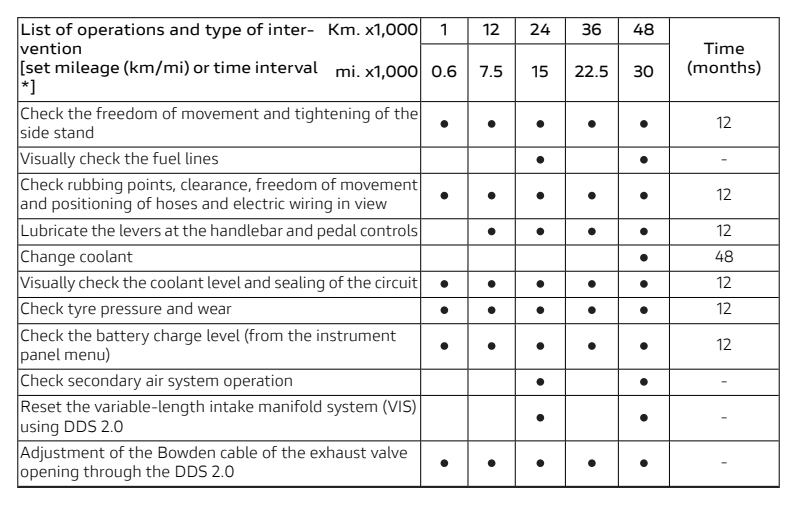 List of operations and type of inter- Km. x1,000 1 12 24 36 48 Time
vention
[set mileage (km/mi) or time interval mi. x1,000 0.6 7.5 15 22.5 30 (months)
*]
Check the freedom of movement and tightening of the
side stand ● ● ● ● ● 12
Visually check the fuel lines ● ● -
Check rubbing points, clearance, freedom of movement
and positioning of hoses and electric wiring in view ● ● ● ● ● 12
Lubricate the levers at the handlebar and pedal controls ● ● ● ● 12
Change coolant ● 48
Visually check the coolant level and sealing of the circuit ● ● ● ● ● 12
Check tyre pressure and wear ● ● ● ● ● 12
Check the battery charge level (from the instrument
panel menu) ● ● ● ● ● 12
Check secondary air system operation ● ● -
Reset the variable-length intake manifold system (VIS)
using DDS 2.0 ● ● -
Adjustment of the Bowden cable of the exhaust valve
opening through the DDS 2.0 ● ● ● ● ● -